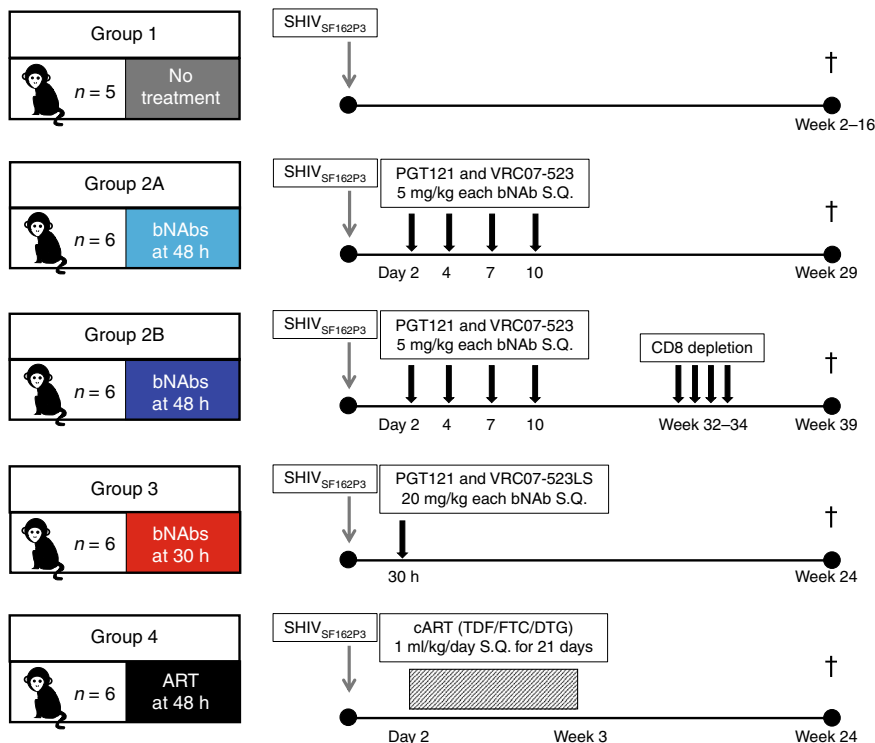 Group 1
n = 5
No
treatment
SHIV_SF162P3
†
Week 2–16
Group 2A
n = 6
bNAbs
at 48 h
SHIV_SF162P3
PGT121 and VRC07-523
5 mg/kg each bNAb S.Q.
†
Day 2 4 7 10
Week 29
Group 2B
n = 6
bNAbs
at 48 h
SHIV_SF162P3
PGT121 and VRC07-523
5 mg/kg each bNAb S.Q.
CD8 depletion
†
Day 2 4 7 10
Week 32–34
Week 39
Group 3
n = 6
bNAbs
at 30 h
SHIV_SF162P3
PGT121 and VRC07-523LS
20 mg/kg each bNAb S.Q.
†
30 h
Week 24
Group 4
n = 6
ART
at 48 h
SHIV_SF162P3
cART (TDF/FTC/DTG)
1 ml/kg/day S.Q. for 21 days
†
Day 2
Week 3
Week 24